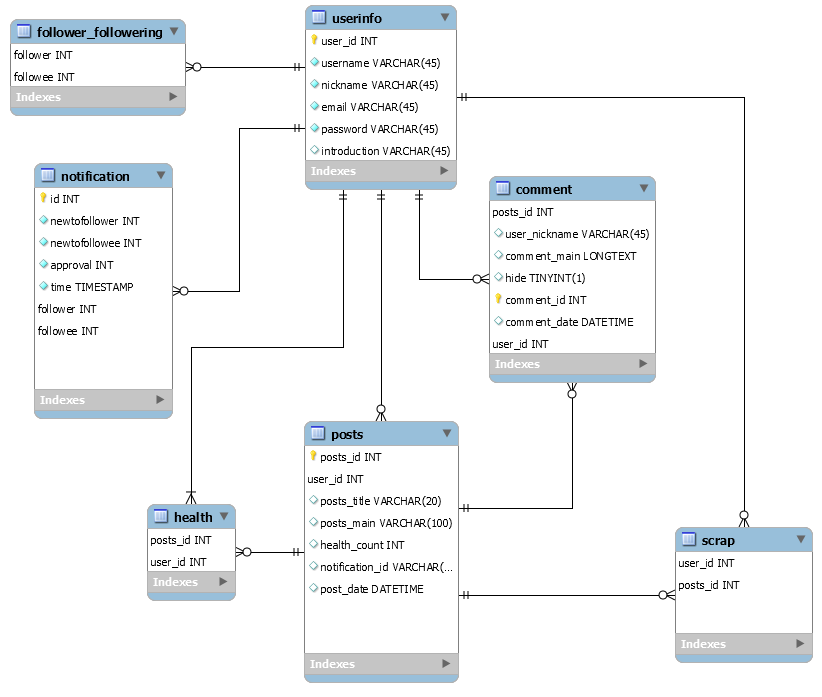 follower_followering
follower INT
followee INT
Indexes
userinfo
user_id INT
username VARCHAR(45)
nickname VARCHAR(45)
email VARCHAR(45)
password VARCHAR(45)
introduction VARCHAR(45)
Indexes
notification
id INT
newtofollower INT
newtofollowee INT
approval INT
time TIMESTAMP
follower INT
followee INT
Indexes
comment
posts_id INT
user_nickname VARCHAR(45)
comment_main LONGTEXT
hide TINYINT(1)
comment_id INT
comment_date DATETIME
user_id INT
Indexes
posts
posts_id INT
user_id INT
posts_title VARCHAR(20)
posts_main VARCHAR(100)
health_count INT
notification_id VARCHAR(...
post_date DATETIME
Indexes
health
posts_id INT
user_id INT
Indexes
scrap
user_id INT
posts_id INT
Indexes